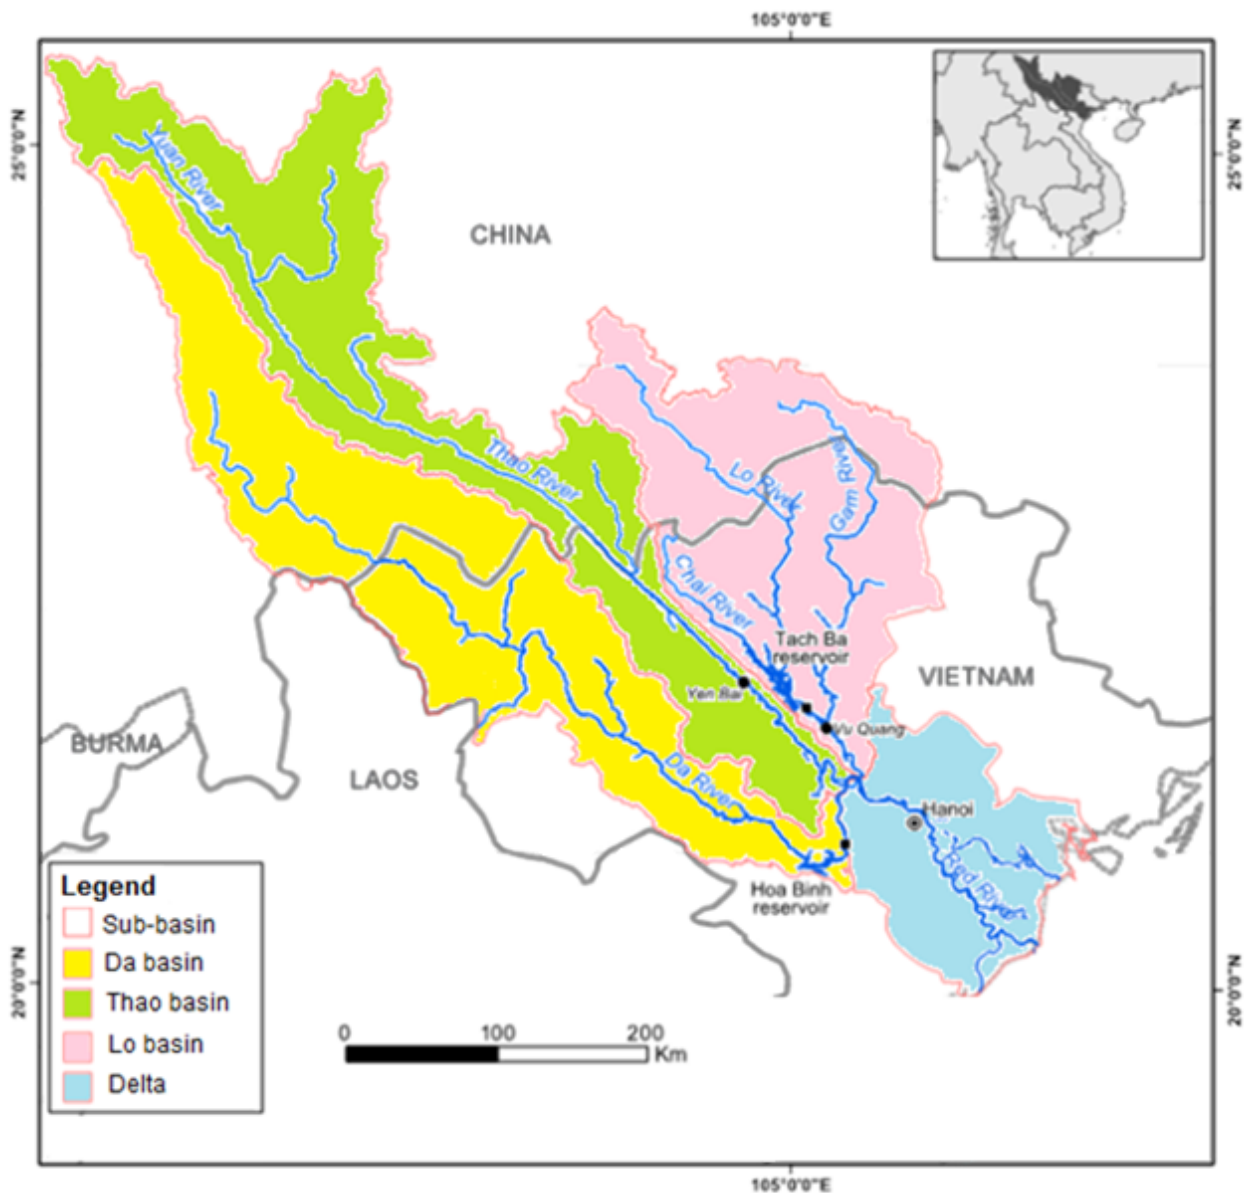 105°0'0"E
25°0'0"N
25°0'0"N
Yuan River
CHINA
Thao River
Lo River
Gam River
Chai River
Tach Ba
reservoir
VIETNAM
Yen Bai
Vu Quang
BURMA
LAOS
Da River
Hanoi
Red River
Hoa Binh
reservoir
Legend
Sub-basin
Da basin
Thao basin
Lo basin
Delta
20°0'0"N
20°0'0"N
0 100 200
Km
105°0'0"E